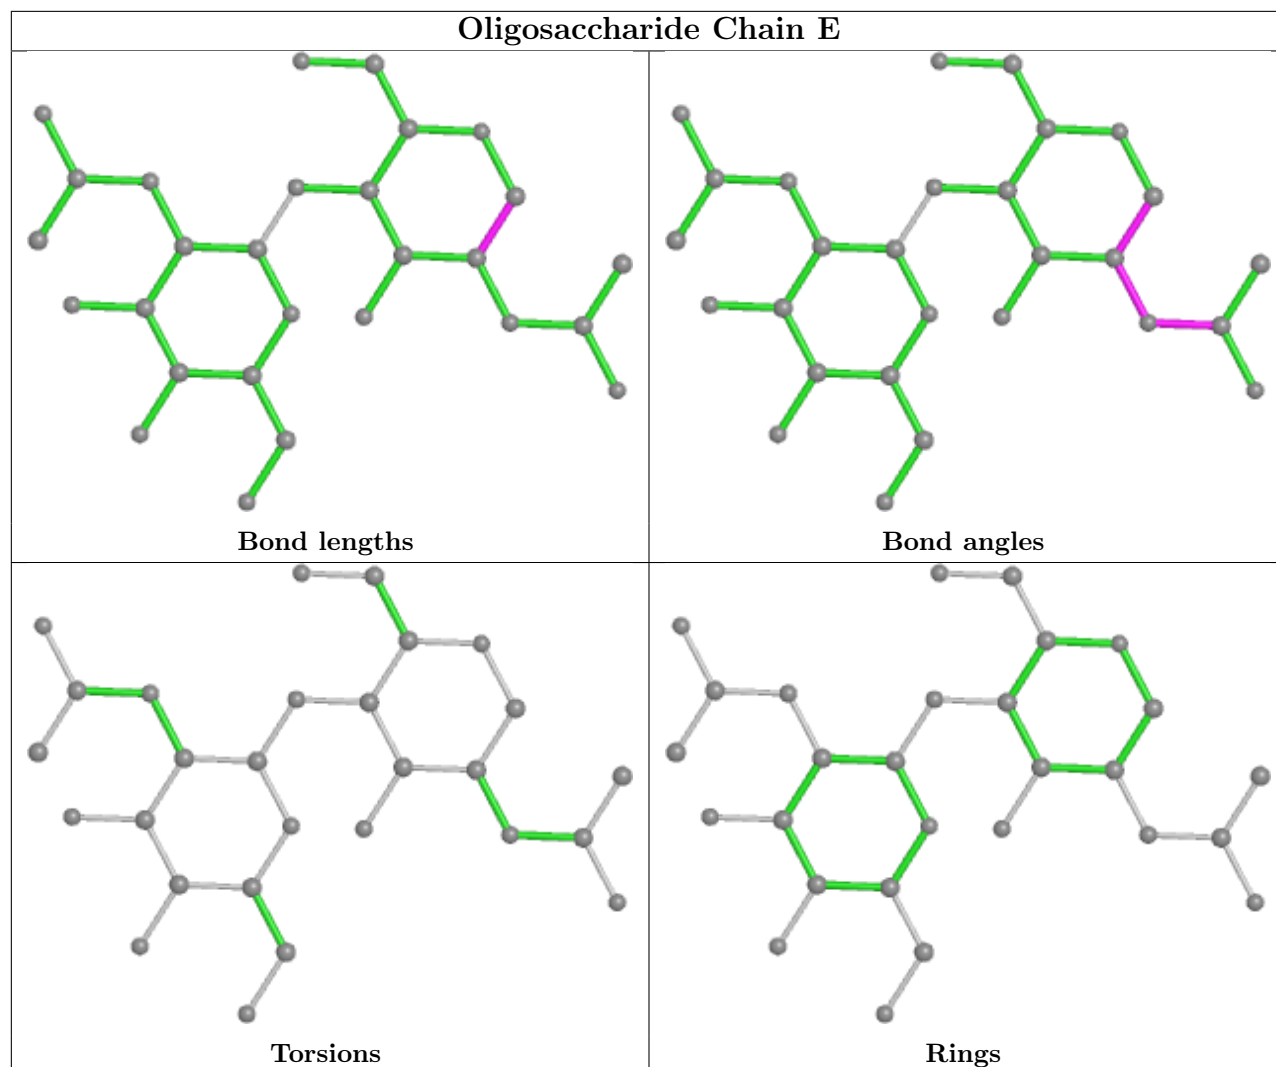 Oligosaccharide Chain E
Bond lengths
Bond angles
Torsions
Rings